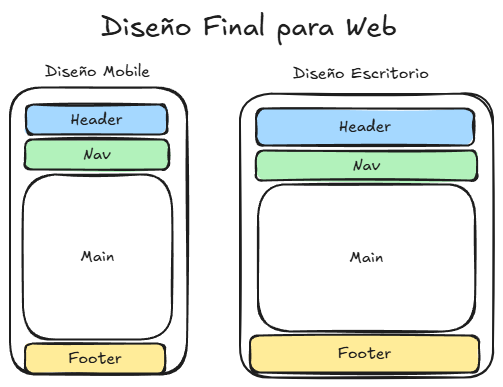 Diseño Final para Web
Diseño Mobile
Header
Nav
Main
Footer
Diseño Escritorio
Header
Nav
Main
Footer